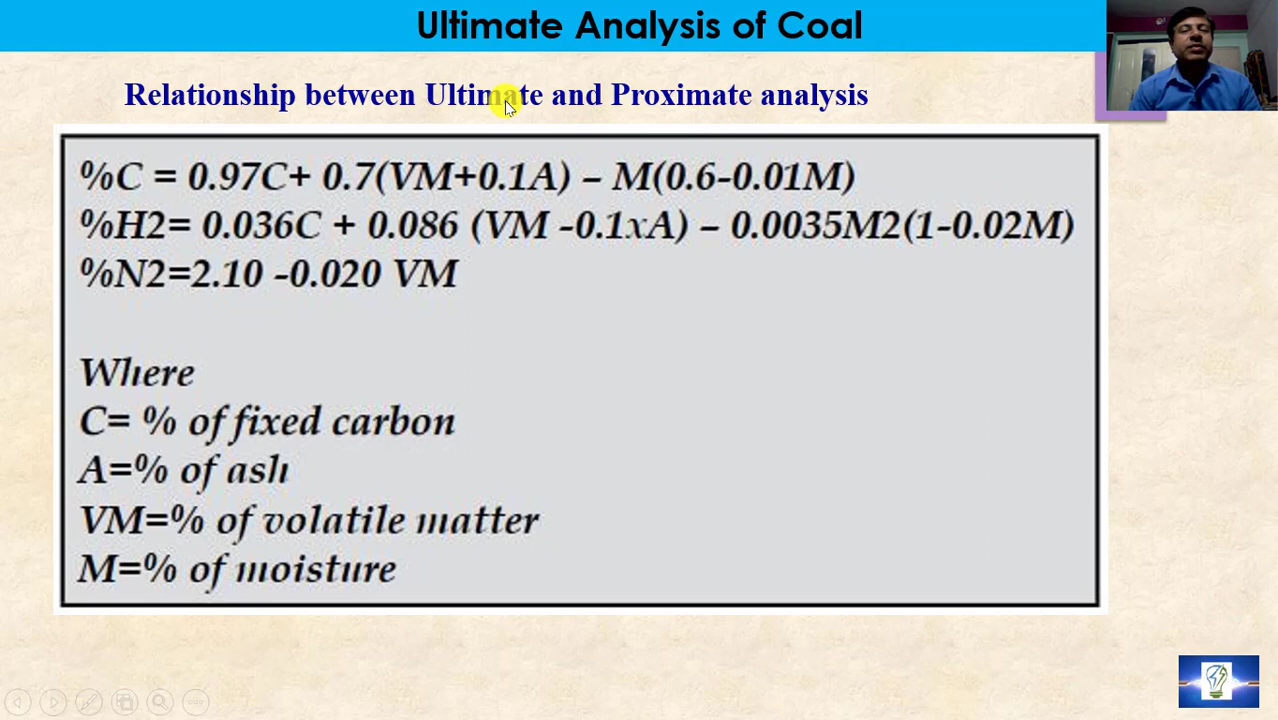 Ultimate Analysis of Coal
Relationship between Ultimate and Proximate analysis
%C = 0.97C+ 0.7(VM+0.1A) – M(0.6-0.01M)
%H2= 0.036C + 0.086 (VM -0.1xA) – 0.0035M2(1-0.02M)
%N2=2.10 -0.020 VM
Where
C= % of fixed carbon
A=% of ash
VM=% of volatile matter
M=% of moisture